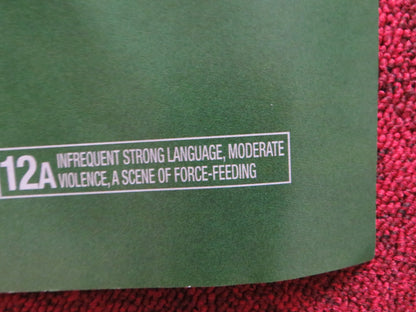 12A
INFREQUENT STRONG LANGUAGE, MODERATE
VIOLENCE, A SCENE OF FORCE-FEEDING